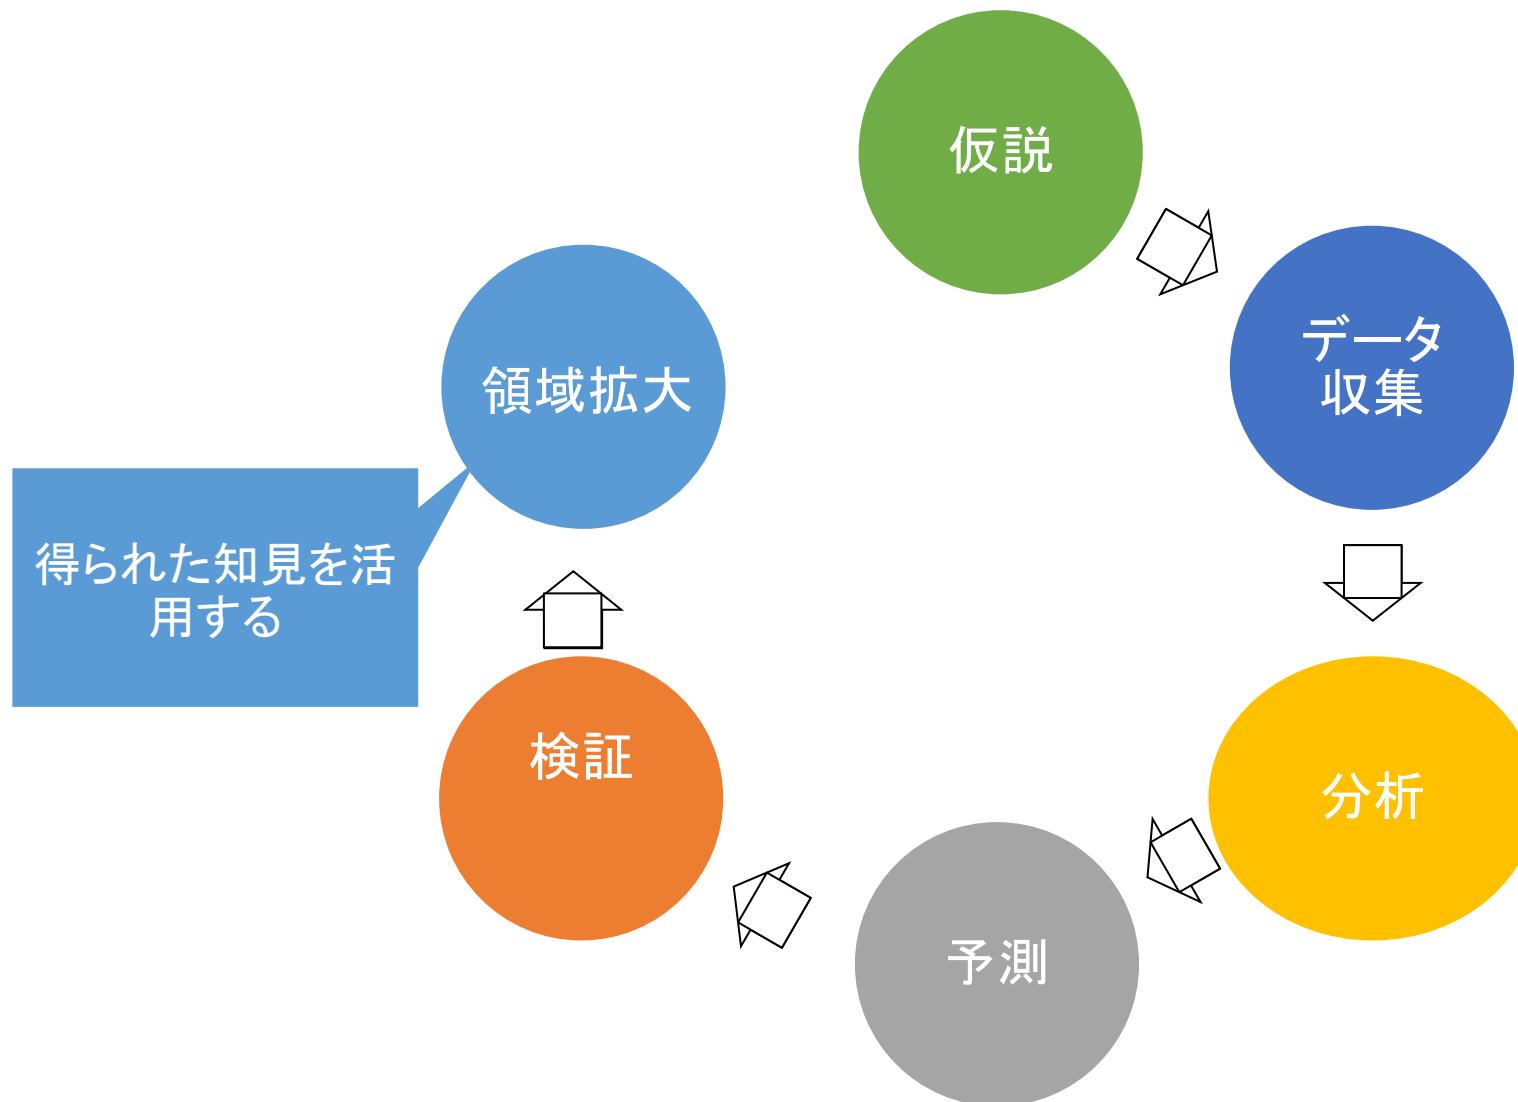 仮説
データ
収集
領域拡大
得られた知見を活
用する
検証
分析
予測